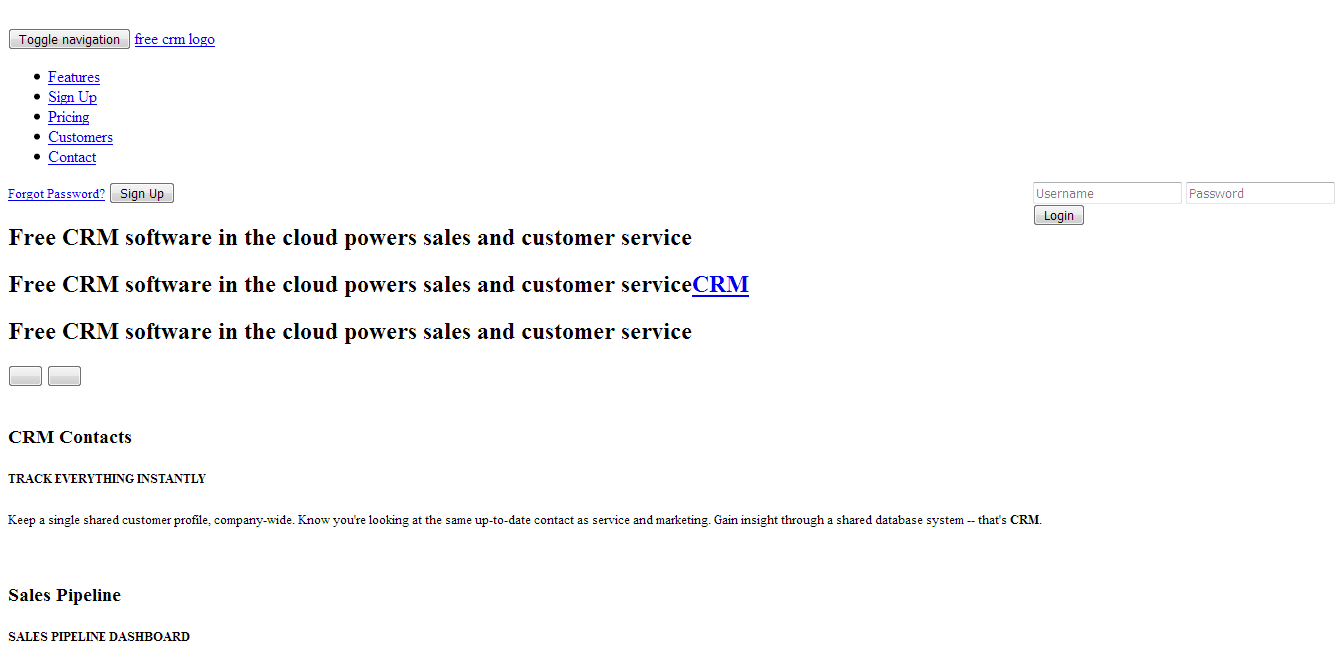 Toggle navigation free crm logo
Features
Sign Up
Pricing
Customers
Contact
Forgot Password? Sign Up Username Password
Login
Free CRM software in the cloud powers sales and customer service
Free CRM software in the cloud powers sales and customer serviceCRM
Free CRM software in the cloud powers sales and customer service
CRM Contacts
TRACK EVERYTHING INSTANTLY
Keep a single shared customer profile, company-wide. Know you're looking at the same up-to-date contact as service and marketing. Gain insight through a shared database system -- that's CRM.
Sales Pipeline
SALES PIPELINE DASHBOARD